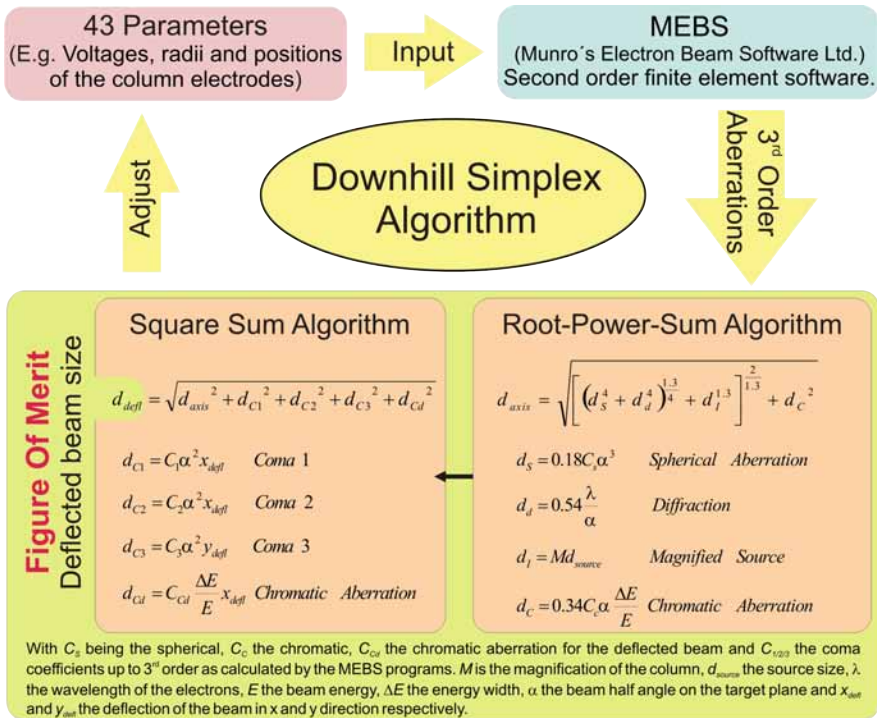 43 Parameters
(E.g. Voltages, radii and positions
of the column electrodes)
Input
MEBS
(Munro´s Electron Beam Software Ltd.)
Second order finite element software.
3rd Order
Aberrations
Downhill Simplex
Algorithm
Adjust
Figure Of Merit
Deflected beam size
Square Sum Algorithm
d_defl = √(d_axis² + d_C1² + d_C2² + d_C3² + d_Cd²)
d_C1 = C₁α²x_defl Coma 1
d_C2 = C₂α²x_defl Coma 2
d_C3 = C₃α²y_defl Coma 3
d_Cd = C_Cd ΔE/E x_defl Chromatic Aberration
Root-Power-Sum Algorithm
d_axis = √([(d_S^4 + d_d^4)^(1.3/4) + d_I^1.3]^(2/1.3) + d_C²)
d_S = 0.18C_sα³ Spherical Aberration
d_d = 0.54 λ/α Diffraction
d_I = Md_source Magnified Source
d_C = 0.34C_cα ΔE/E Chromatic Aberration
With C_S being the spherical, C_C the chromatic, C_Cd the chromatic aberration for the deflected beam and C_1/2/3 the coma
coefficients up to 3rd order as calculated by the MEBS programs. M is the magnification of the column, d_source the source size, λ
the wavelength of the electrons, E the beam energy, ΔE the energy width, α the beam half angle on the target plane and x_defl
and y_defl the deflection of the beam in x and y direction respectively.